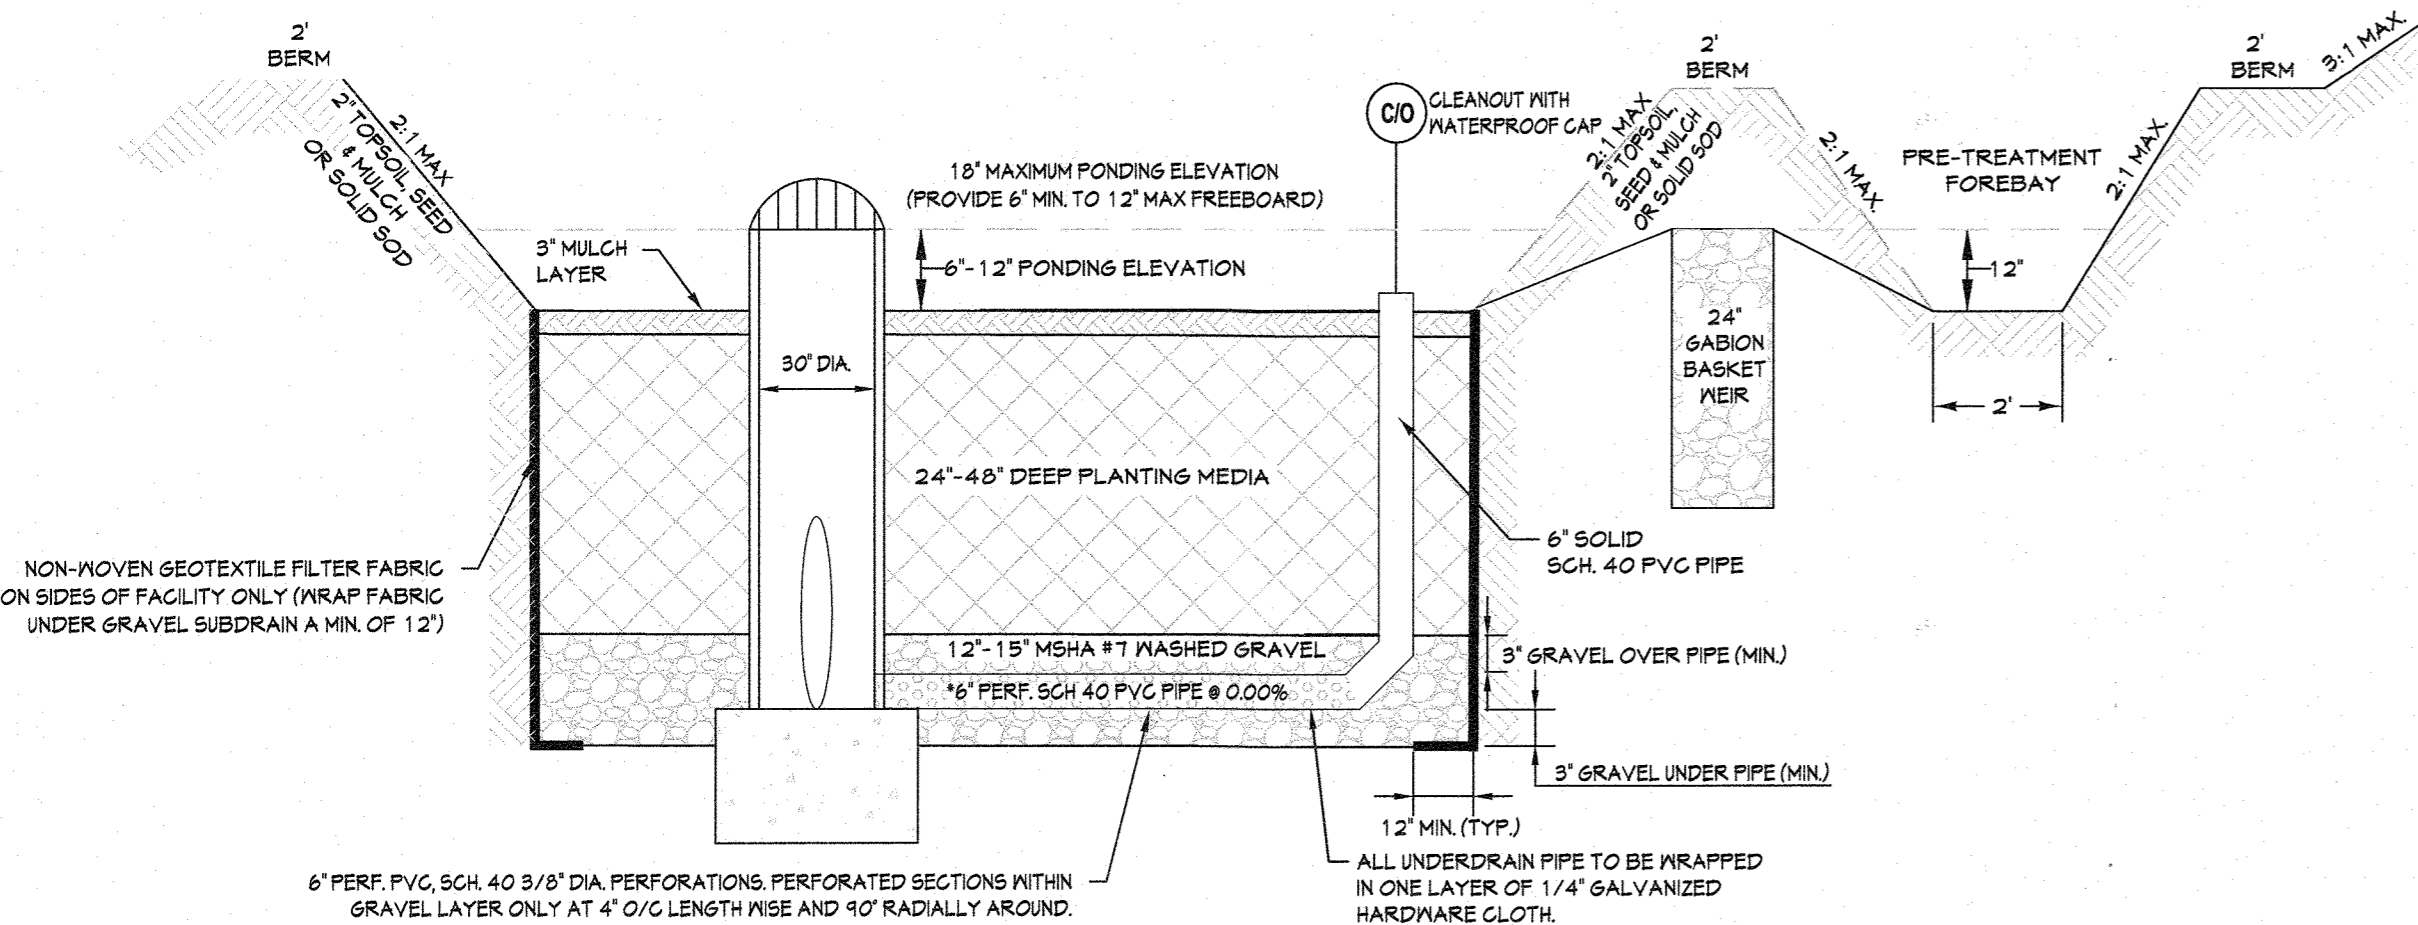 2'
BERM
2:1 MAX
2" TOPSOIL, SEED
& MULCH
OR SOLID SOD
3" MULCH
LAYER
18" MAXIMUM PONDING ELEVATION
(PROVIDE 6" MIN. TO 12" MAX FREEBOARD)
6"-12" PONDING ELEVATION
C/O
CLEANOUT WITH
WATERPROOF CAP
2:1 MAX
2" TOPSOIL,
SEED & MULCH
OR SOLID SOD
2'
BERM
2:1 MAX.
PRE-TREATMENT
FOREBAY
12"
2:1 MAX.
2'
BERM
3:1 MAX.
30" DIA.
24"
GABION
BASKET
WEIR
2'
24"-48" DEEP PLANTING MEDIA
6" SOLID
SCH. 40 PVC PIPE
NON-WOVEN GEOTEXTILE FILTER FABRIC
ON SIDES OF FACILITY ONLY (WRAP FABRIC
UNDER GRAVEL SUBDRAIN A MIN. OF 12")
12"-15" MSHA #7 WASHED GRAVEL
*6" PERF. SCH 40 PVC PIPE @ 0.00%
3" GRAVEL OVER PIPE (MIN.)
3" GRAVEL UNDER PIPE (MIN.)
12" MIN. (TYP.)
6" PERF. PVC, SCH. 40 3/8" DIA. PERFORATIONS. PERFORATED SECTIONS WITHIN
GRAVEL LAYER ONLY AT 4" O/C LENGTH WISE AND 90° RADIALLY AROUND.
ALL UNDERDRAIN PIPE TO BE WRAPPED
IN ONE LAYER OF 1/4" GALVANIZED
HARDWARE CLOTH.